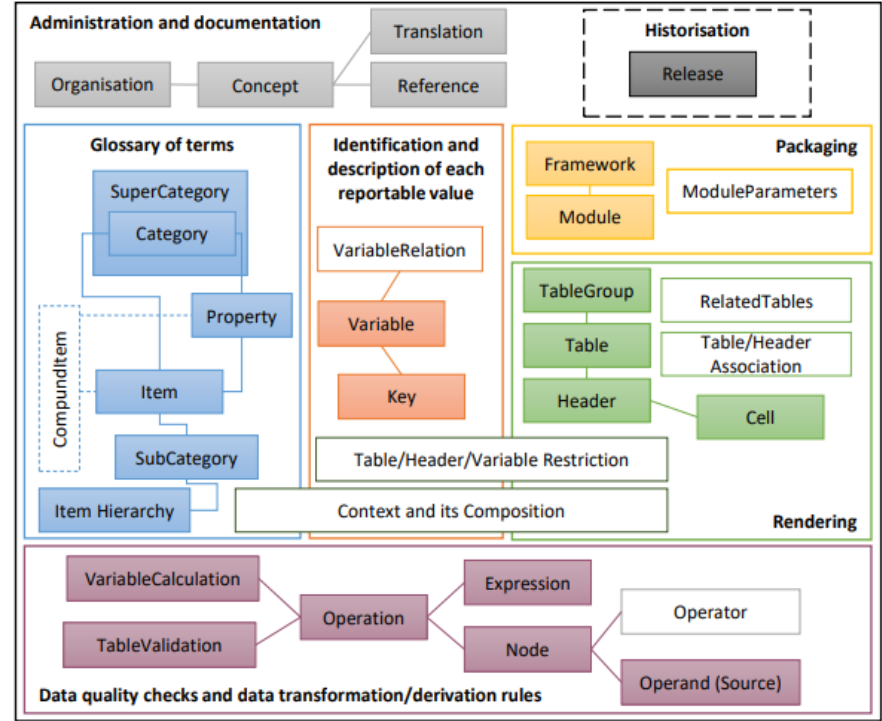 Administration and documentation
Translation
Organisation
Concept
Reference
Historisation
Release
Glossary of terms
SuperCategory
Category
Property
CompundItem
Item
SubCategory
Item Hierarchy
Identification and
description of each
reportable value
VariableRelation
Variable
Key
Packaging
Framework
ModuleParameters
Module
TableGroup
RelatedTables
Table
Table/Header
Association
Header
Cell
Table/Header/Variable Restriction
Context and its Composition
Rendering
VariableCalculation
Expression
Operation
Operator
TableValidation
Node
Operand (Source)
Data quality checks and data transformation/derivation rules